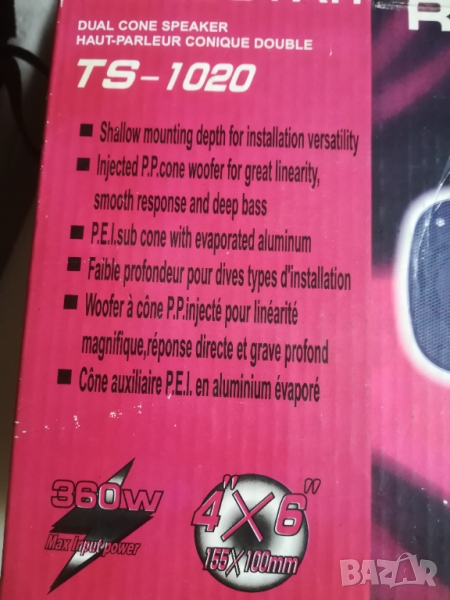 DUAL CONE SPEAKER
HAUT-PARLEUR CONIQUE DOUBLE
TS-1020
■ Shallow mounting depth for installation versatility
■ Injected P.P.cone woofer for great linearity,
smooth response and deep bass
■ P.E.I.sub cone with evaporated aluminum
■ Faible profondeur pour dives types d'installation
■ Woofer à cône P.P.injecté pour linéarité
magnifique,réponse directe et grave profond
■ Cône auxiliaire P.E.I. en aluminium évaporé
360W
Max Input power
4"X6"
155X100mm
bazar.bg